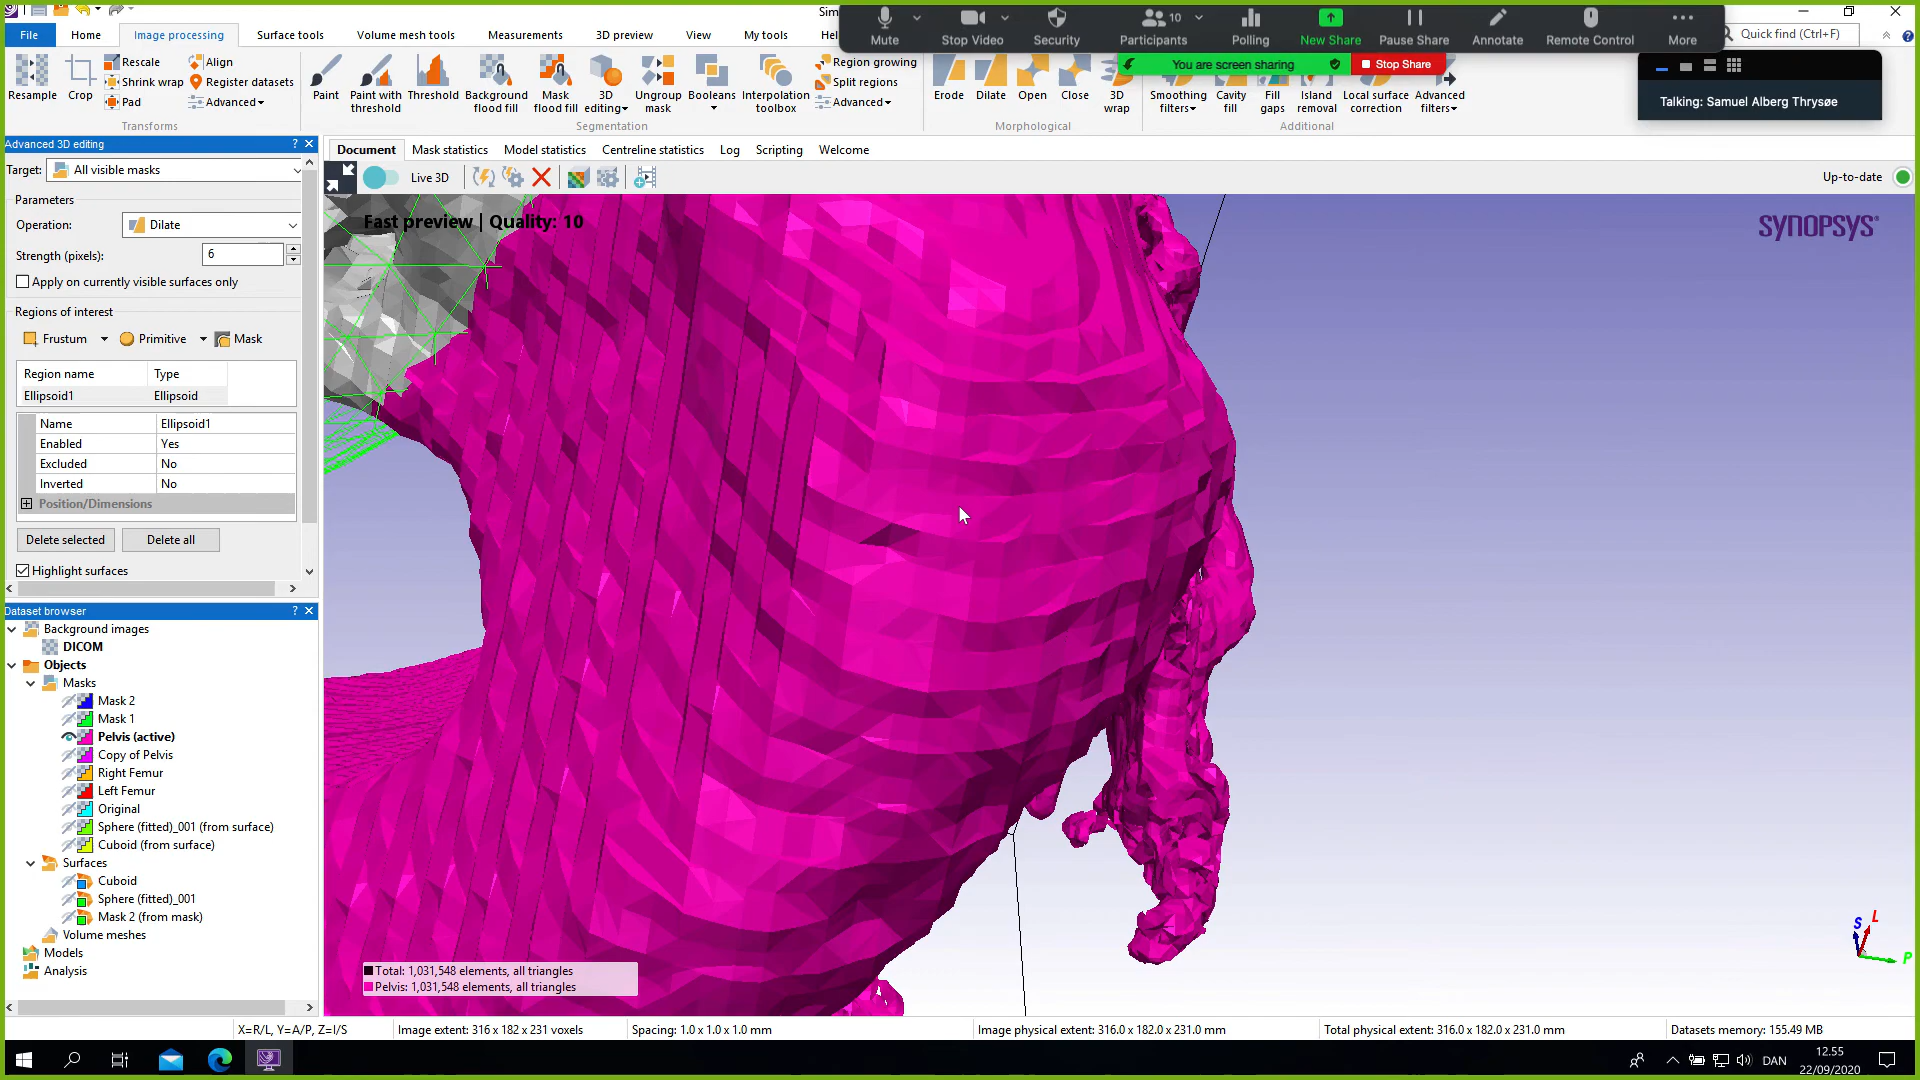 Sim
Mute
Stop Video
Security
Participants
10
Polling
New Share
Pause Share
Annotate
Remote Control
More
You are screen sharing
Stop Share
Talking: Samuel Alberg Thrysøe
File
Home
Image processing
Surface tools
Volume mesh tools
Measurements
3D preview
View
My tools
Quick find (Ctrl+F)
Resample
Crop
Rescale
Shrink wrap
Pad
Align
Register datasets
Advanced
Transforms
Paint
Paint with threshold
Threshold
Background flood fill
Mask flood fill
3D editing
Ungroup mask
Booleans
Interpolation toolbox
Region growing
Split regions
Advanced
Segmentation
Erode
Dilate
Open
Close
3D wrap
Morphological
Smoothing filters
Cavity fill
Fill gaps
Island removal
Local surface correction
Advanced filters
Additional
Advanced 3D editing
Target: All visible masks
Parameters
Operation: Dilate
Strength (pixels): 6
Apply on currently visible surfaces only
Regions of interest
Frustum Primitive Mask
Region name Type
Ellipsoid1 Ellipsoid
Name Ellipsoid1
Enabled Yes
Excluded No
Inverted No
Position/Dimensions
Delete selected Delete all
Highlight surfaces
Dataset browser
Background images
DICOM
Objects
Masks
Mask 2
Mask 1
Pelvis (active)
Copy of Pelvis
Right Femur
Left Femur
Original
Sphere (fitted)_001 (from surface)
Cuboid (from surface)
Surfaces
Cuboid
Sphere (fitted)_001
Mask 2 (from mask)
Volume meshes
Models
Analysis
Document Mask statistics Model statistics Centreline statistics Log Scripting Welcome
Live 3D
Up-to-date
Fast preview | Quality: 10
SYNOPSYS
Total: 1,031,548 elements, all triangles
Pelvis: 1,031,548 elements, all triangles
S L
P
X=R/L, Y=A/P, Z=I/S Image extent: 316 x 182 x 231 voxels Spacing: 1.0 x 1.0 x 1.0 mm Image physical extent: 316.0 x 182.0 x 231.0 mm Total physical extent: 316.0 x 182.0 x 231.0 mm Datasets memory: 155.49 MB
DAN
12.55
22/09/2020